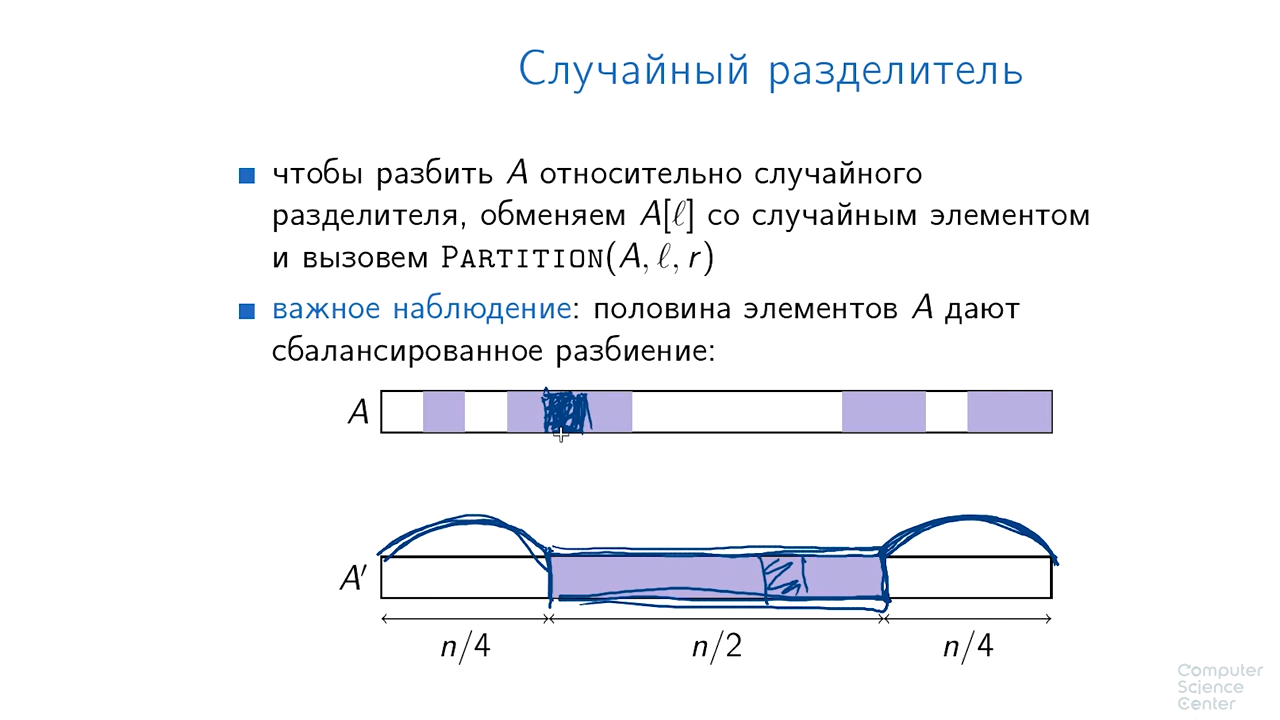 Случайный разделитель
чтобы разбить A относительно случайного
разделителя, обменяем A[ℓ] со случайным элементом
и вызовем PARTITION(A, ℓ, r)
важное наблюдение: половина элементов A дают
сбалансированное разбиение:
A
A′
n/4 n/2 n/4
Computer
Science
Center